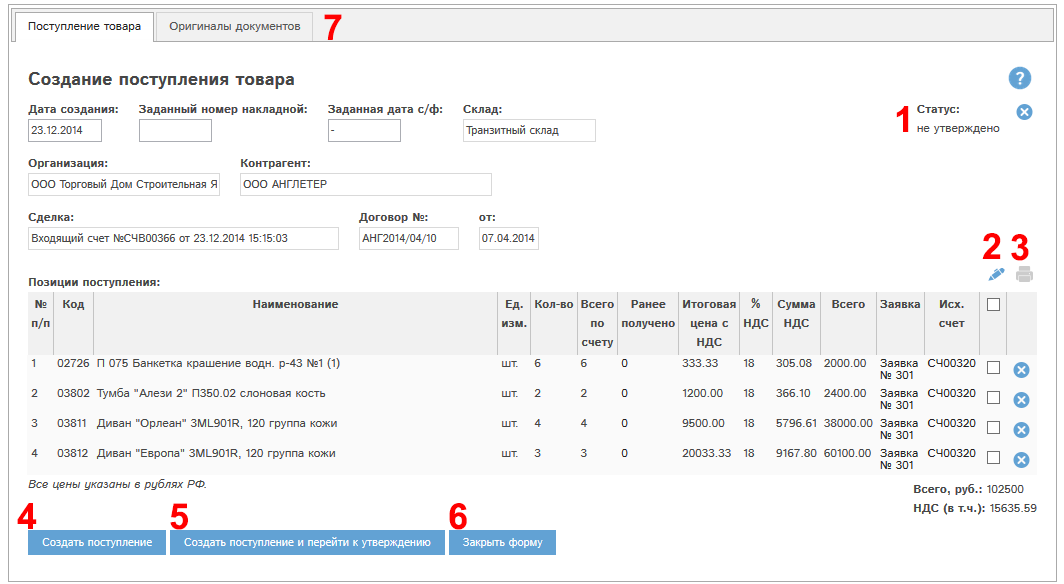 Поступление товара Оригиналы документов 7
Создание поступления товара ?
Дата создания: Заданный номер накладной: Заданная дата с/ф: Склад: 1 Статус:
23.12.2014 - Транзитный склад не утверждено
Организация: Контрагент:
ООО Торговый Дом Строительная Я ООО АНГЛЕТЕР
Сделка: Договор №: от:
Входящий счет №СЧВ00366 от 23.12.2014 15:15:03 АНГ2014/04/10 07.04.2014
2 3
Позиции поступления:
№ Код Наименование Ед. Кол-во Всего Ранее Итоговая % Сумма Всего Заявка Исх.
п/п изм. по получено цена с НДС НДС счет
счету НДС
1 02726 П 075 Банкетка крашение водн. р-43 №1 (1) шт. 6 6 0 333.33 18 305.08 2000.00 Заявка СЧ00320
№ 301
2 03802 Тумба "Алези 2" П350.02 слоновая кость шт. 2 2 0 1200.00 18 366.10 2400.00 Заявка СЧ00320
№ 301
3 03811 Диван "Орлеан" 3ML901R, 120 группа кожи шт. 4 4 0 9500.00 18 5796.61 38000.00 Заявка СЧ00320
№ 301
4 03812 Диван "Европа" 3ML901R, 120 группа кожи шт. 3 3 0 20033.33 18 9167.80 60100.00 Заявка СЧ00320
№ 301
Все цены указаны в рублях РФ.
Всего, руб.: 102500
НДС (в т.ч.): 15635.59
4 5 6
Создать поступление Создать поступление и перейти к утверждению Закрыть форму